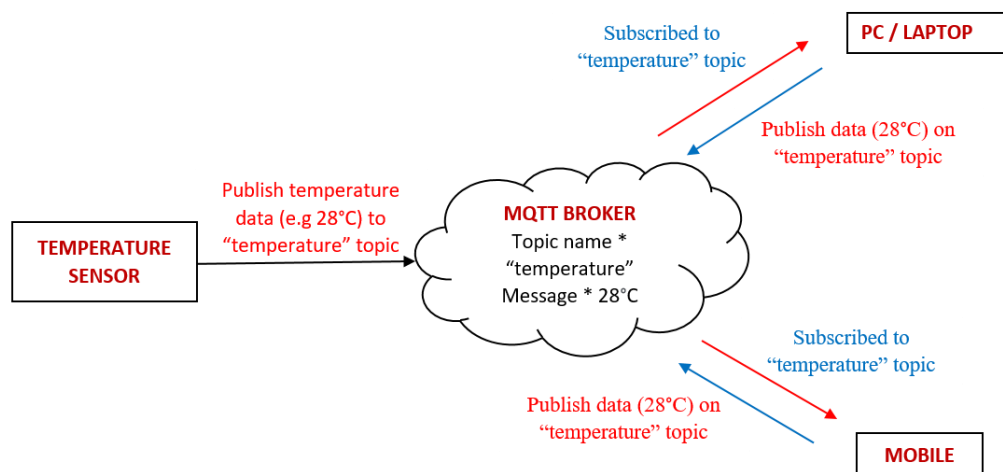 Subscribed to
“temperature” topic
PC / LAPTOP
Publish data (28°C) on
“temperature” topic
Publish temperature
data (e.g 28°C) to
“temperature” topic
TEMPERATURE
SENSOR
MQTT BROKER
Topic name *
“temperature”
Message * 28°C
Subscribed to
“temperature” topic
Publish data (28°C) on
“temperature” topic
MOBILE